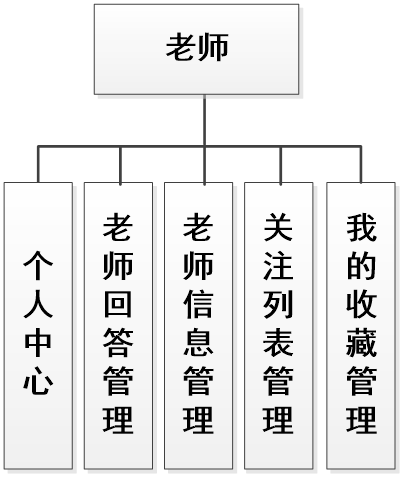 老师
个人中心
老师回答管理
老师信息管理
关注列表管理
我的收藏管理